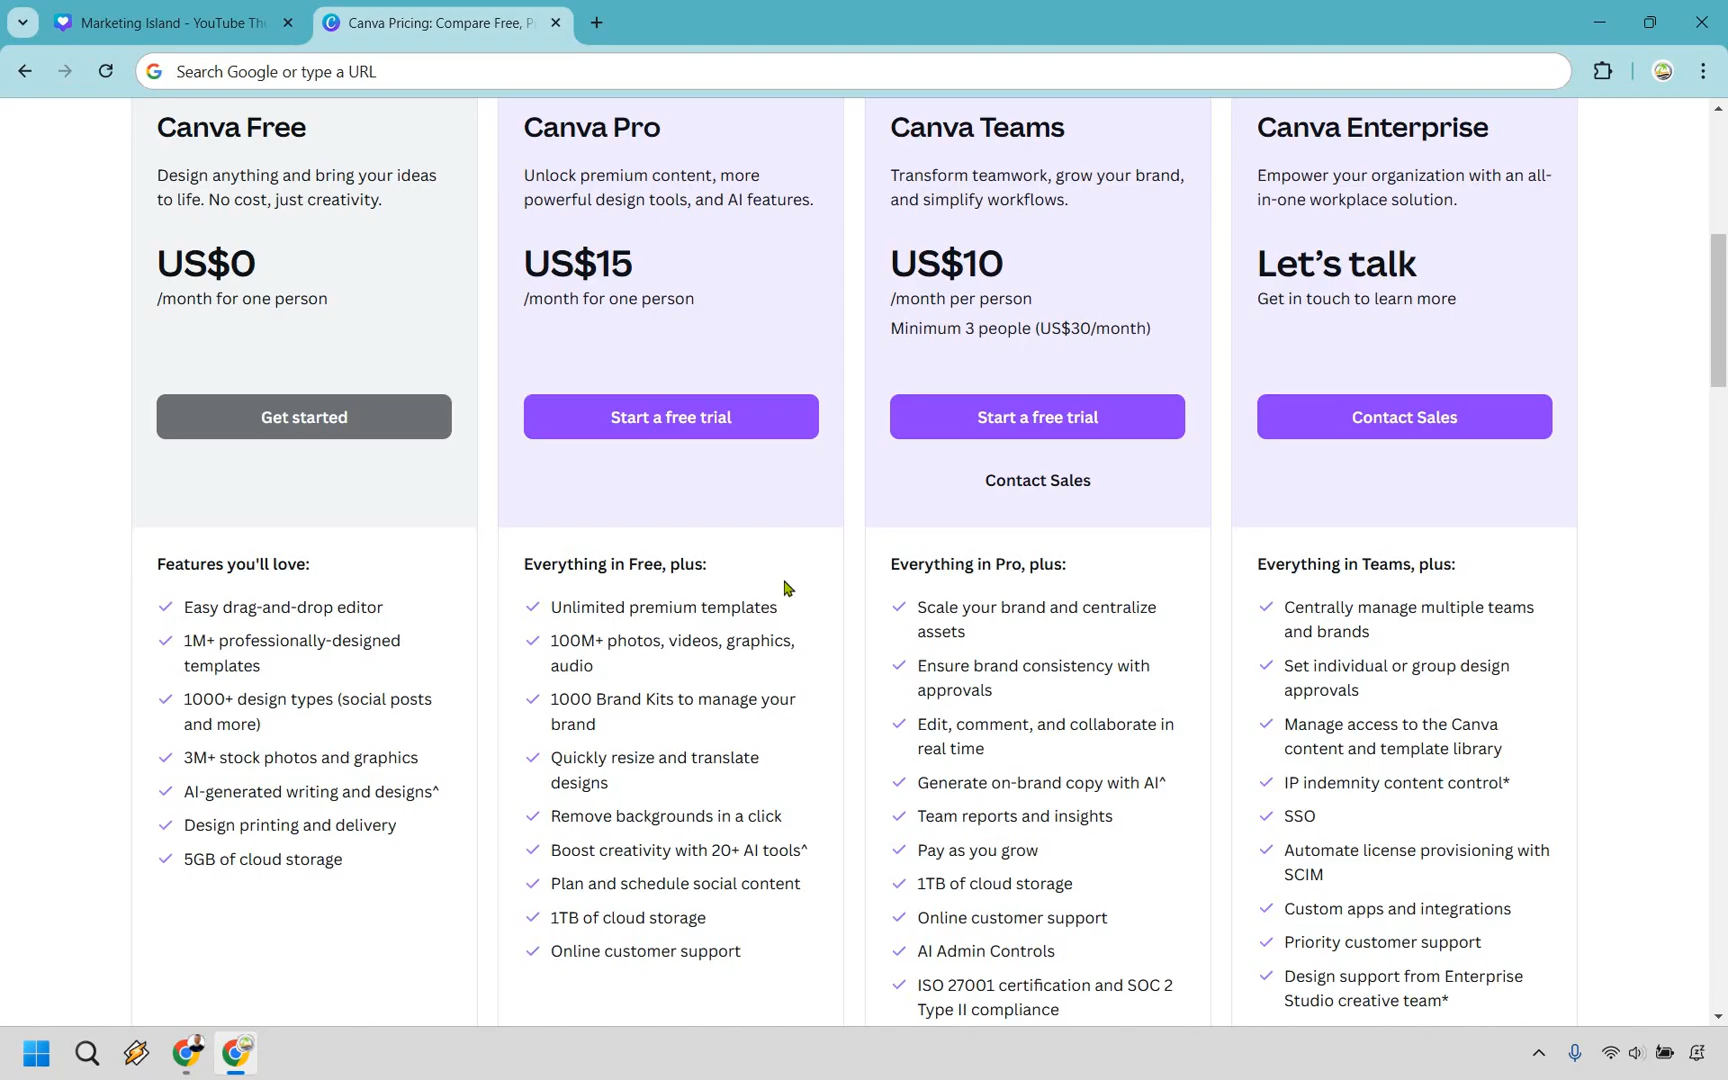 Marketing Island - YouTube Th
Canva Pricing: Compare Free, P
Search Google or type a URL
Canva Free
Design anything and bring your ideas
to life. No cost, just creativity.
US$0
/month for one person
Get started
Features you'll love:
Easy drag-and-drop editor
1M+ professionally-designed
templates
1000+ design types (social posts
and more)
3M+ stock photos and graphics
AI-generated writing and designs^
Design printing and delivery
5GB of cloud storage
Canva Pro
Unlock premium content, more
powerful design tools, and AI features.
US$15
/month for one person
Start a free trial
Everything in Free, plus:
Unlimited premium templates
100M+ photos, videos, graphics,
audio
1000 Brand Kits to manage your
brand
Quickly resize and translate
designs
Remove backgrounds in a click
Boost creativity with 20+ AI tools^
Plan and schedule social content
1TB of cloud storage
Online customer support
Canva Teams
Transform teamwork, grow your brand,
and simplify workflows.
US$10
/month per person
Minimum 3 people (US$30/month)
Start a free trial
Contact Sales
Everything in Pro, plus:
Scale your brand and centralize
assets
Ensure brand consistency with
approvals
Edit, comment, and collaborate in
real time
Generate on-brand copy with AI^
Team reports and insights
Pay as you grow
1TB of cloud storage
Online customer support
AI Admin Controls
ISO 27001 certification and SOC 2
Type II compliance
Canva Enterprise
Empower your organization with an all-
in-one workplace solution.
Let's talk
Get in touch to learn more
Contact Sales
Everything in Teams, plus:
Centrally manage multiple teams
and brands
Set individual or group design
approvals
Manage access to the Canva
content and template library
IP indemnity content control*
SSO
Automate license provisioning with
SCIM
Custom apps and integrations
Priority customer support
Design support from Enterprise
Studio creative team*